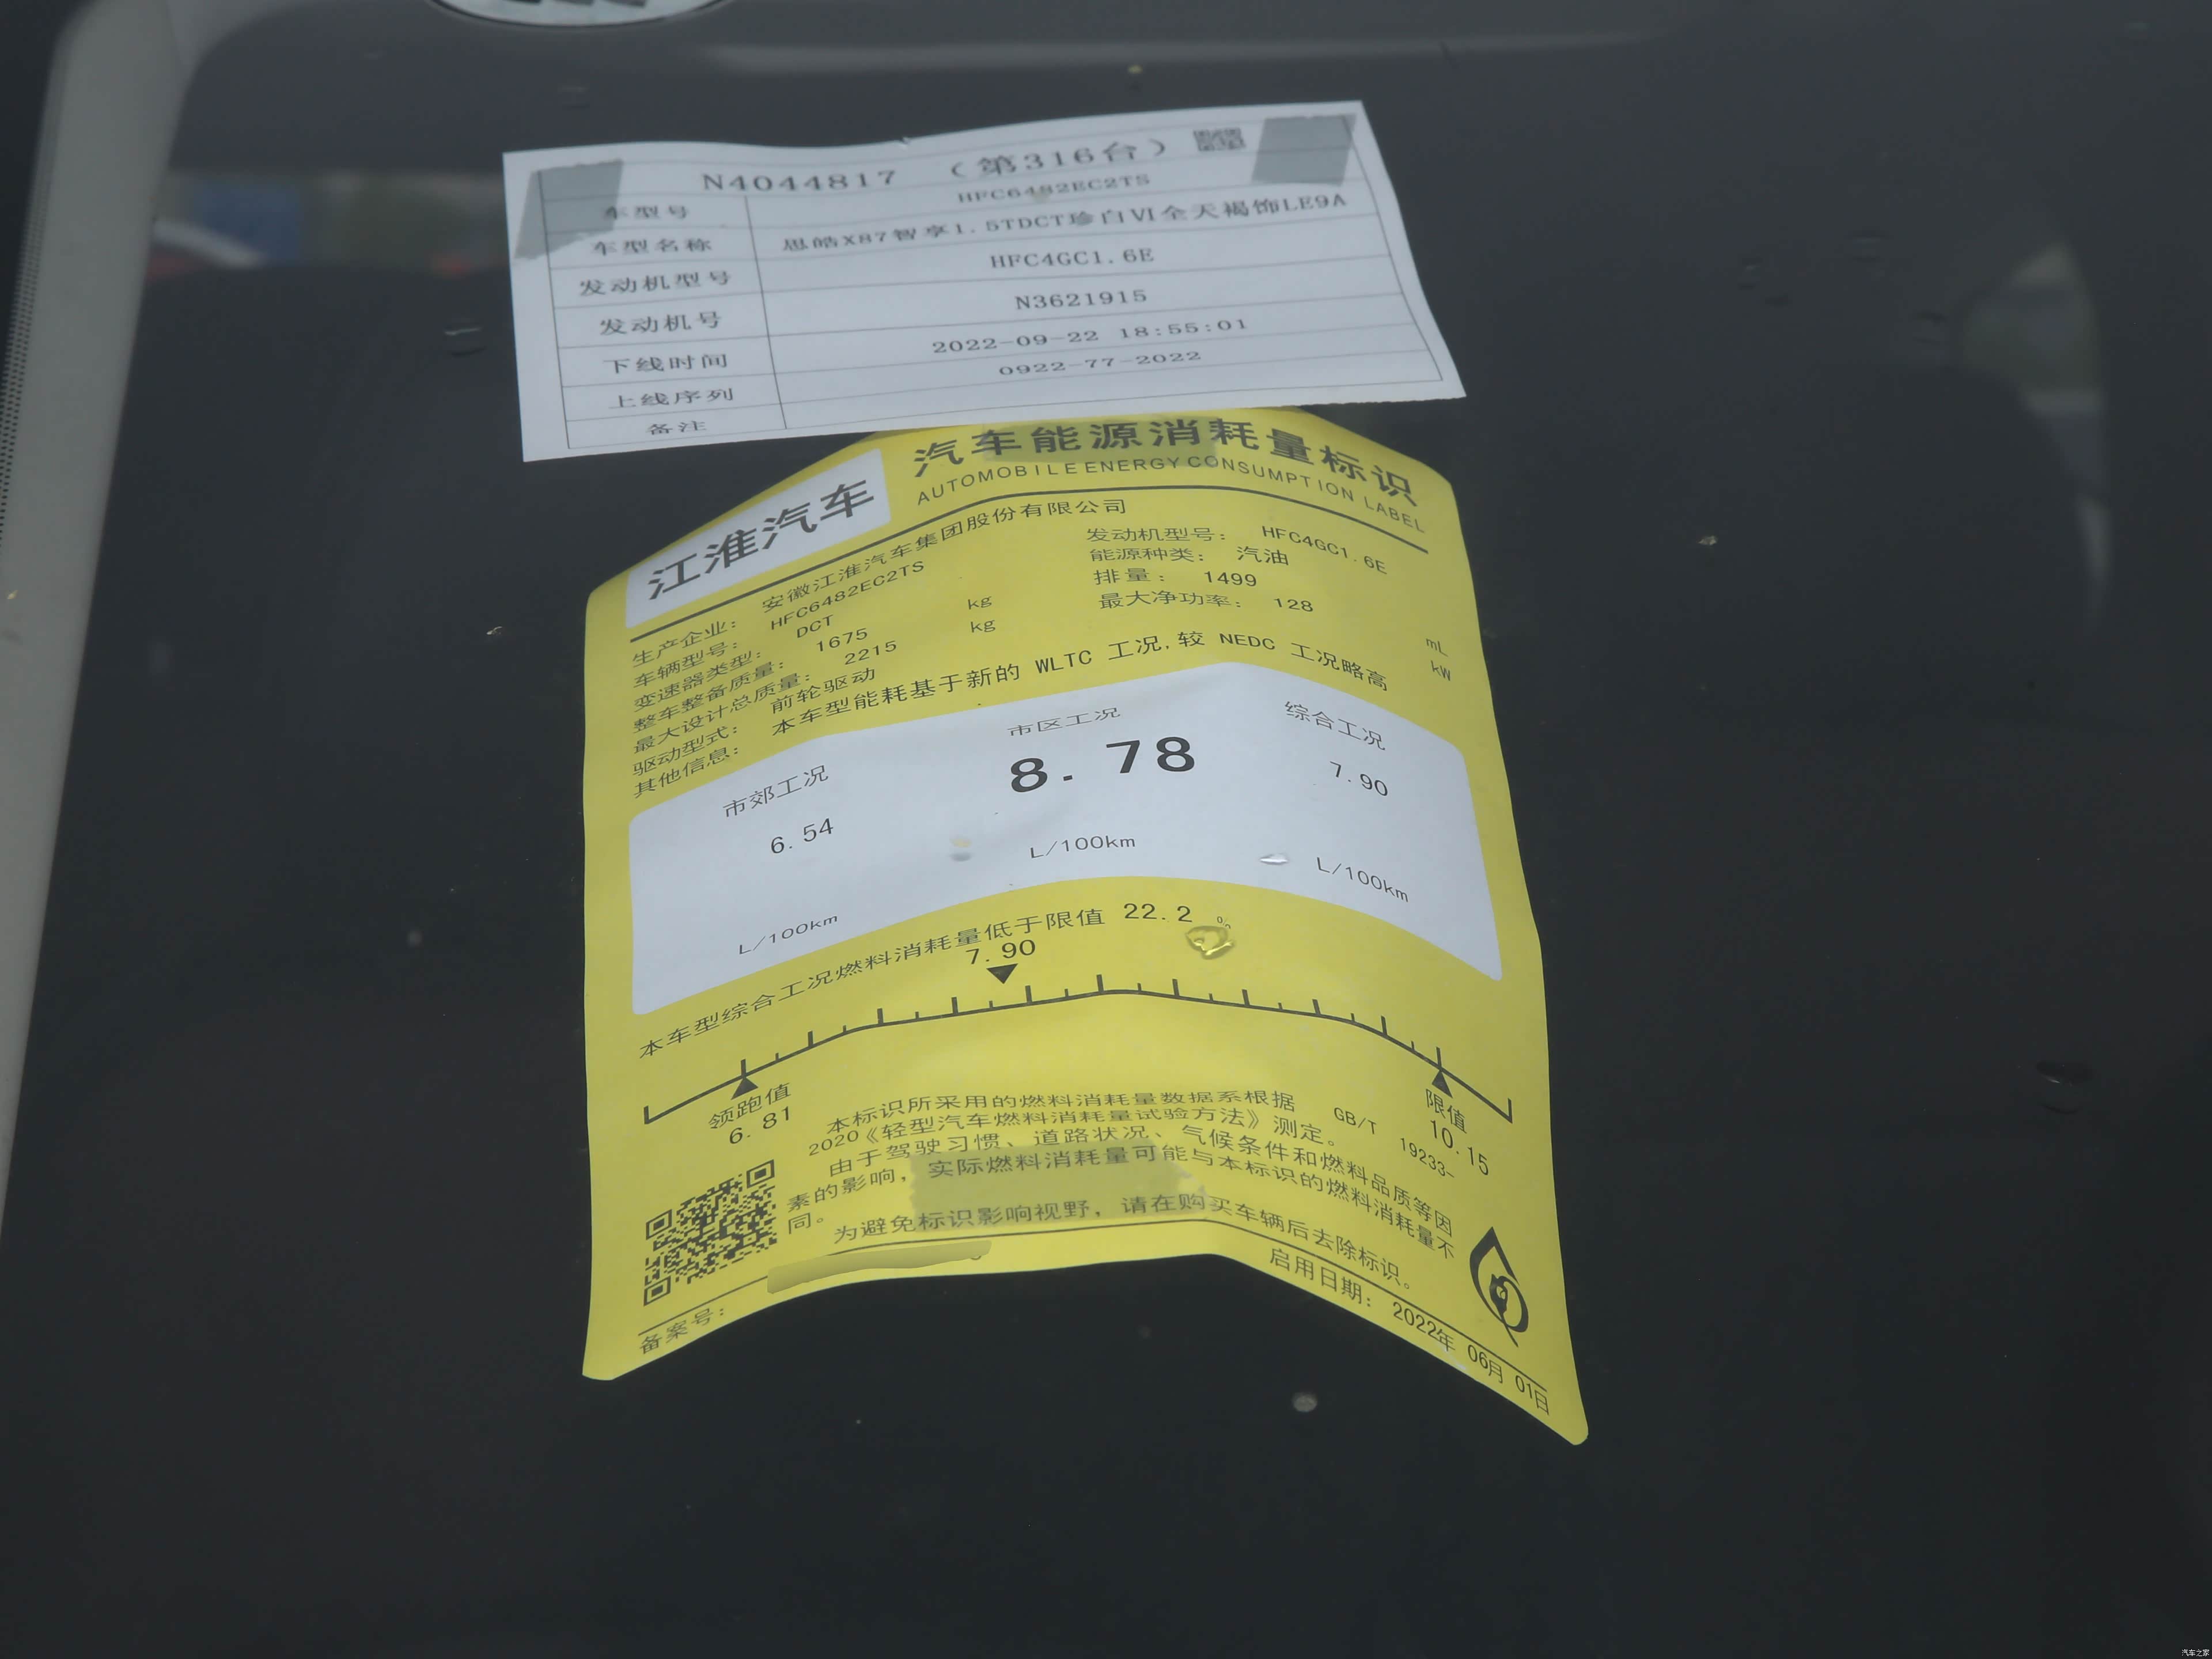 N4044817 （第316台）
车型号 HFC6482EC2TS
车型名称 思皓X87智享1.5TDCT珍白Ⅵ全天褐饰LE9A
发动机型号 HFC4GC1.6E
发动机号 N3621915
下线时间 2022-09-22 18:55:01
上线序列 0922-77-2022
备注
江淮汽车
汽车能源消耗量标识
AUTOMOBILE ENERGY CONSUMPTION LABEL
生产企业： 安徽江淮汽车集团股份有限公司
车辆型号： HFC6482EC2TS
变速器类型： DCT
整车整备质量： 1675 kg
最大设计总质量： 2215 kg
驱动型式： 前轮驱动
其他信息： 本车型能耗基于新的 WLTC 工况,较 NEDC 工况略高
发动机型号： HFC4GC1.6E
能源种类： 汽油
排量： 1499 mL
最大净功率： 128 kW
市郊工况 市区工况 综合工况
6.54 8.78 7.90
L/100km L/100km L/100km
本车型综合工况燃料消耗量低于限值 22.2 %
7.90
领跑值 限值
6.81 10.15
本标识所采用的燃料消耗量数据系根据 GB/T 19233-
2020《轻型汽车燃料消耗量试验方法》测定。
由于驾驶习惯、道路状况、气候条件和燃料品质等因
素的影响，实际燃料消耗量可能与本标识的燃料消耗量不
同。
为避免标识影响视野，请在购买车辆后去除标识。
备案号： 启用日期： 2022年 06月 01日
汽车之家